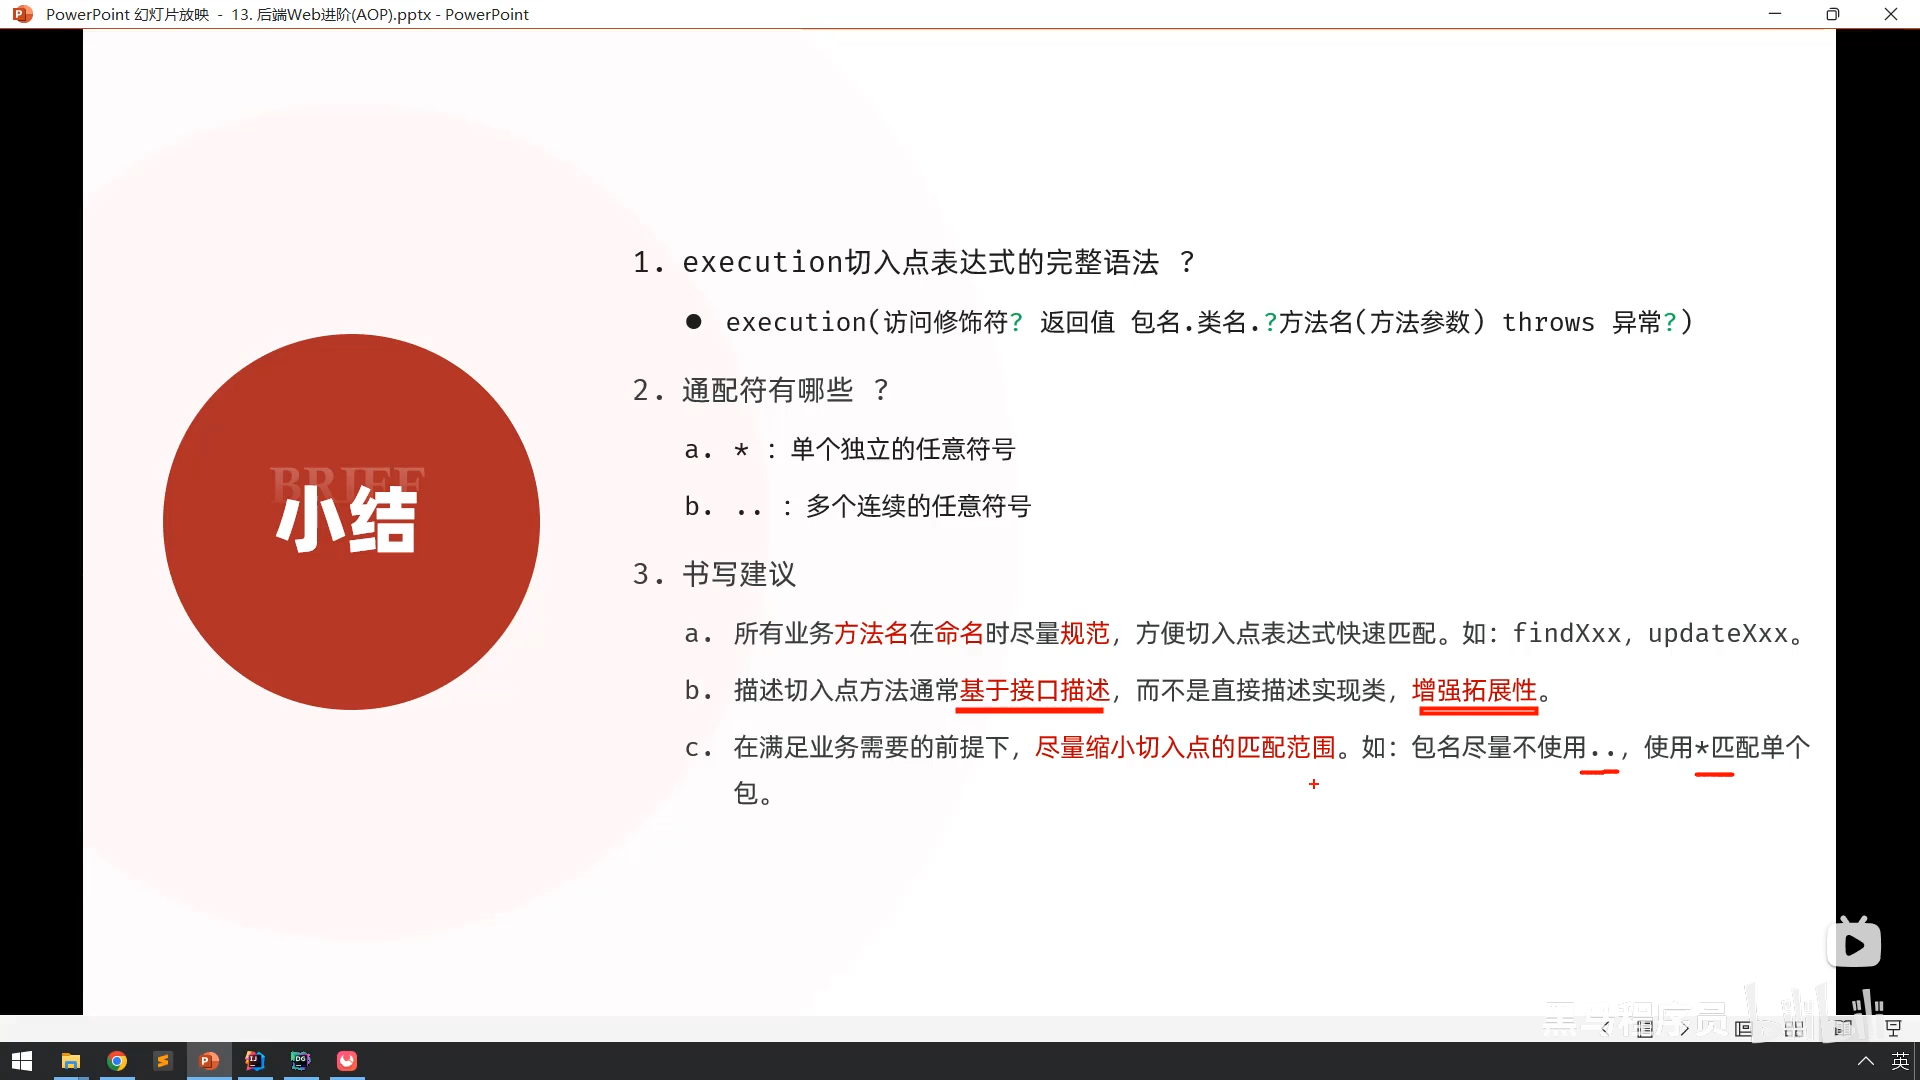 PowerPoint 幻灯片放映 - 13. 后端Web进阶(AOP).pptx - PowerPoint
BRIEF
小结
1. execution切入点表达式的完整语法 ?
● execution(访问修饰符? 返回值 包名.类名.?方法名(方法参数) throws 异常?)
2. 通配符有哪些 ?
a. * : 单个独立的任意符号
b. .. : 多个连续的任意符号
3. 书写建议
a. 所有业务方法名在命名时尽量规范，方便切入点表达式快速匹配。如：findXxx，updateXxx。
b. 描述切入点方法通常基于接口描述，而不是直接描述实现类，增强拓展性。
c. 在满足业务需要的前提下，尽量缩小切入点的匹配范围。如：包名尽量不使用..，使用*匹配单个
包。
黑马程序员
英